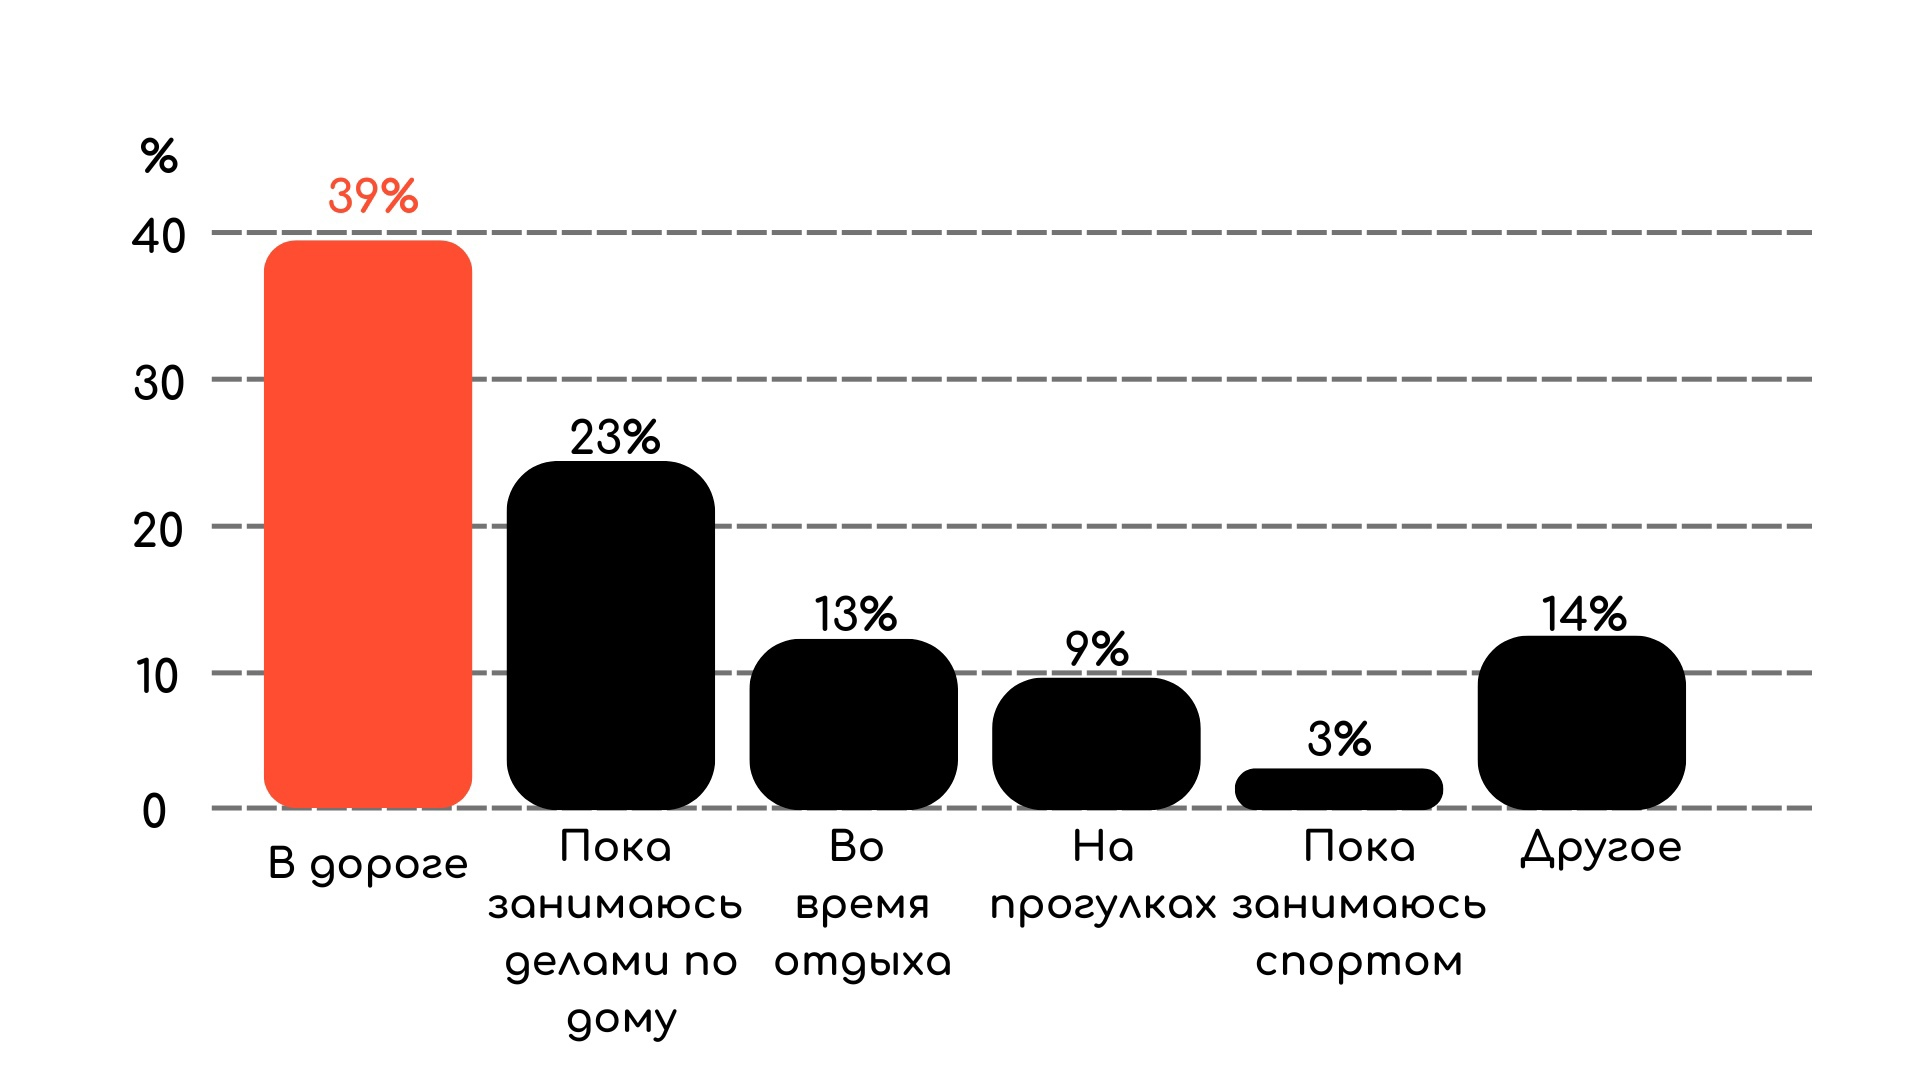 %
39%
40
30
23%
20
13%
14%
9%
10
3%
0
В дороге
Пока
занимаюсь
делами по
дому
Во
время
отдыха
На
прогулках
Пока
занимаюсь
спортом
Другое